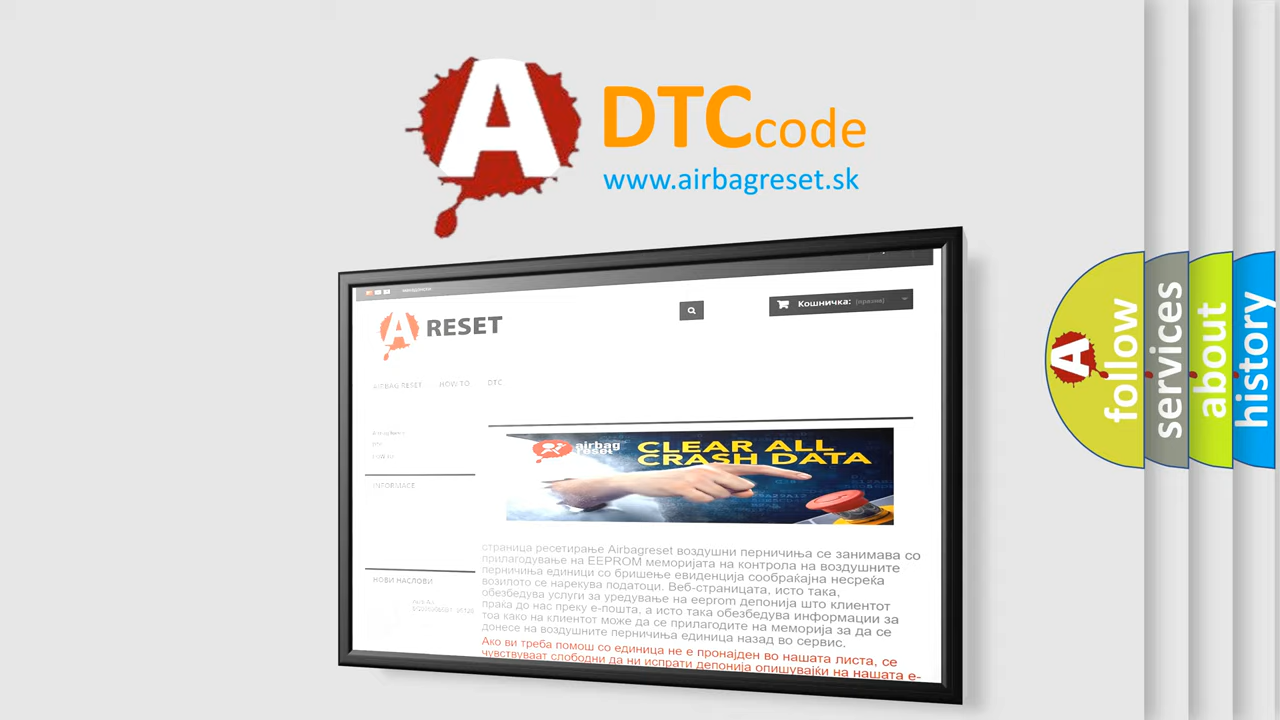 A DTCcode
www.airbagreset.sk
Кошничка: (празна)
A RESET
AIRBAG RESET HOW TO DTC
airbag reset
CLEAR ALL
CRASH DATA
INFORMACE
страница ресетирање Airbagreset воздушни перничиња се занимава со
прилагодување на EEPROM меморијата на контрола на воздушните
перничиња единици со бришење евиденција сообраќајна несреќа
возилото се нарекува податоци. Веб-страницата, исто така,
обезбедува услуги за уредување на eeprom депонија што клиентот
праќа до нас преку е-пошта, а исто така обезбедува информации за
тоа како на клиентот може да се прилагодите на меморија за да се
донесе на воздушните перничиња единица назад во сервис.
НОВИ НАСЛОВИ
Ако ви треба помош со единица не е пронајден во нашата листа, се
чувствуваат слободни да ни испрати депонија опишувајќи на нашата е-
A
follow
services
about
history